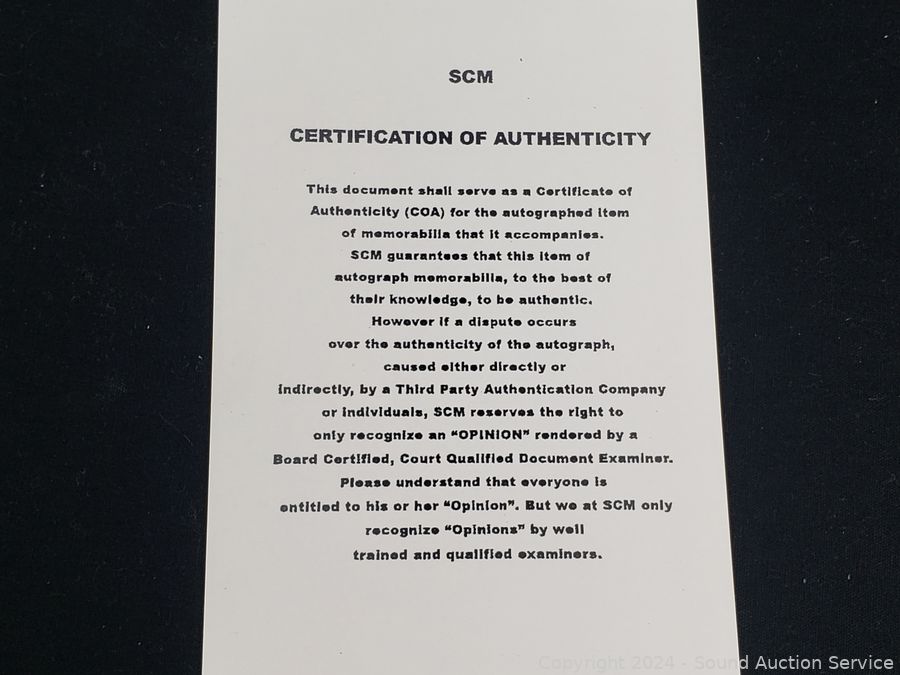 SCM
CERTIFICATION OF AUTHENTICITY
This document shall serve as a Certificate of
Authenticity (COA) for the autographed item
of memorabilia that it accompanies.
SCM guarantees that this item of
autograph memorabilia, to the best of
their knowledge, to be authentic.
However if a dispute occurs
over the authenticity of the autograph,
caused either directly or
indirectly, by a Third Party Authentication Company
or individuals, SCM reserves the right to
only recognize an “OPINION” rendered by a
Board Certified, Court Qualified Document Examiner.
Please understand that everyone is
entitled to his or her “Opinion”. But we at SCM only
recognize “Opinions” by well
trained and qualified examiners.
Copyright 2024 - Sound Auction Service